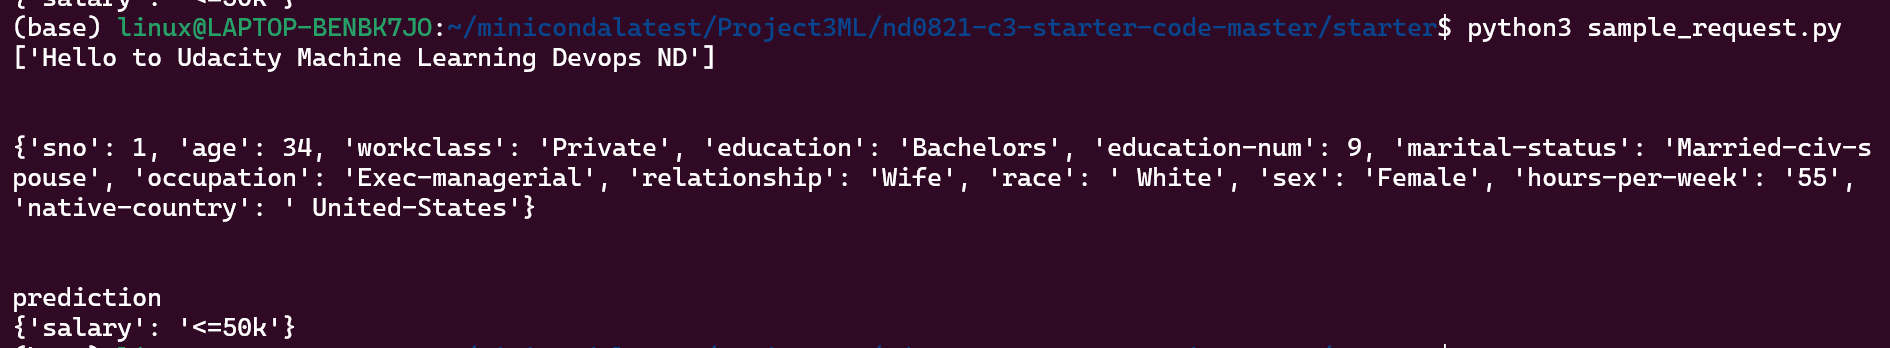 {'salary': '<=50k'}
(base) linux@LAPTOP-BENBK7JO:~/minicondalatest/Project3ML/nd0821-c3-starter-code-master/starter$ python3 sample_request.py
['Hello to Udacity Machine Learning Devops ND']
{'sno': 1, 'age': 34, 'workclass': 'Private', 'education': 'Bachelors', 'education-num': 9, 'marital-status': 'Married-civ-s
pouse', 'occupation': 'Exec-managerial', 'relationship': 'Wife', 'race': ' White', 'sex': 'Female', 'hours-per-week': '55',
'native-country': ' United-States'}
prediction
{'salary': '<=50k'}